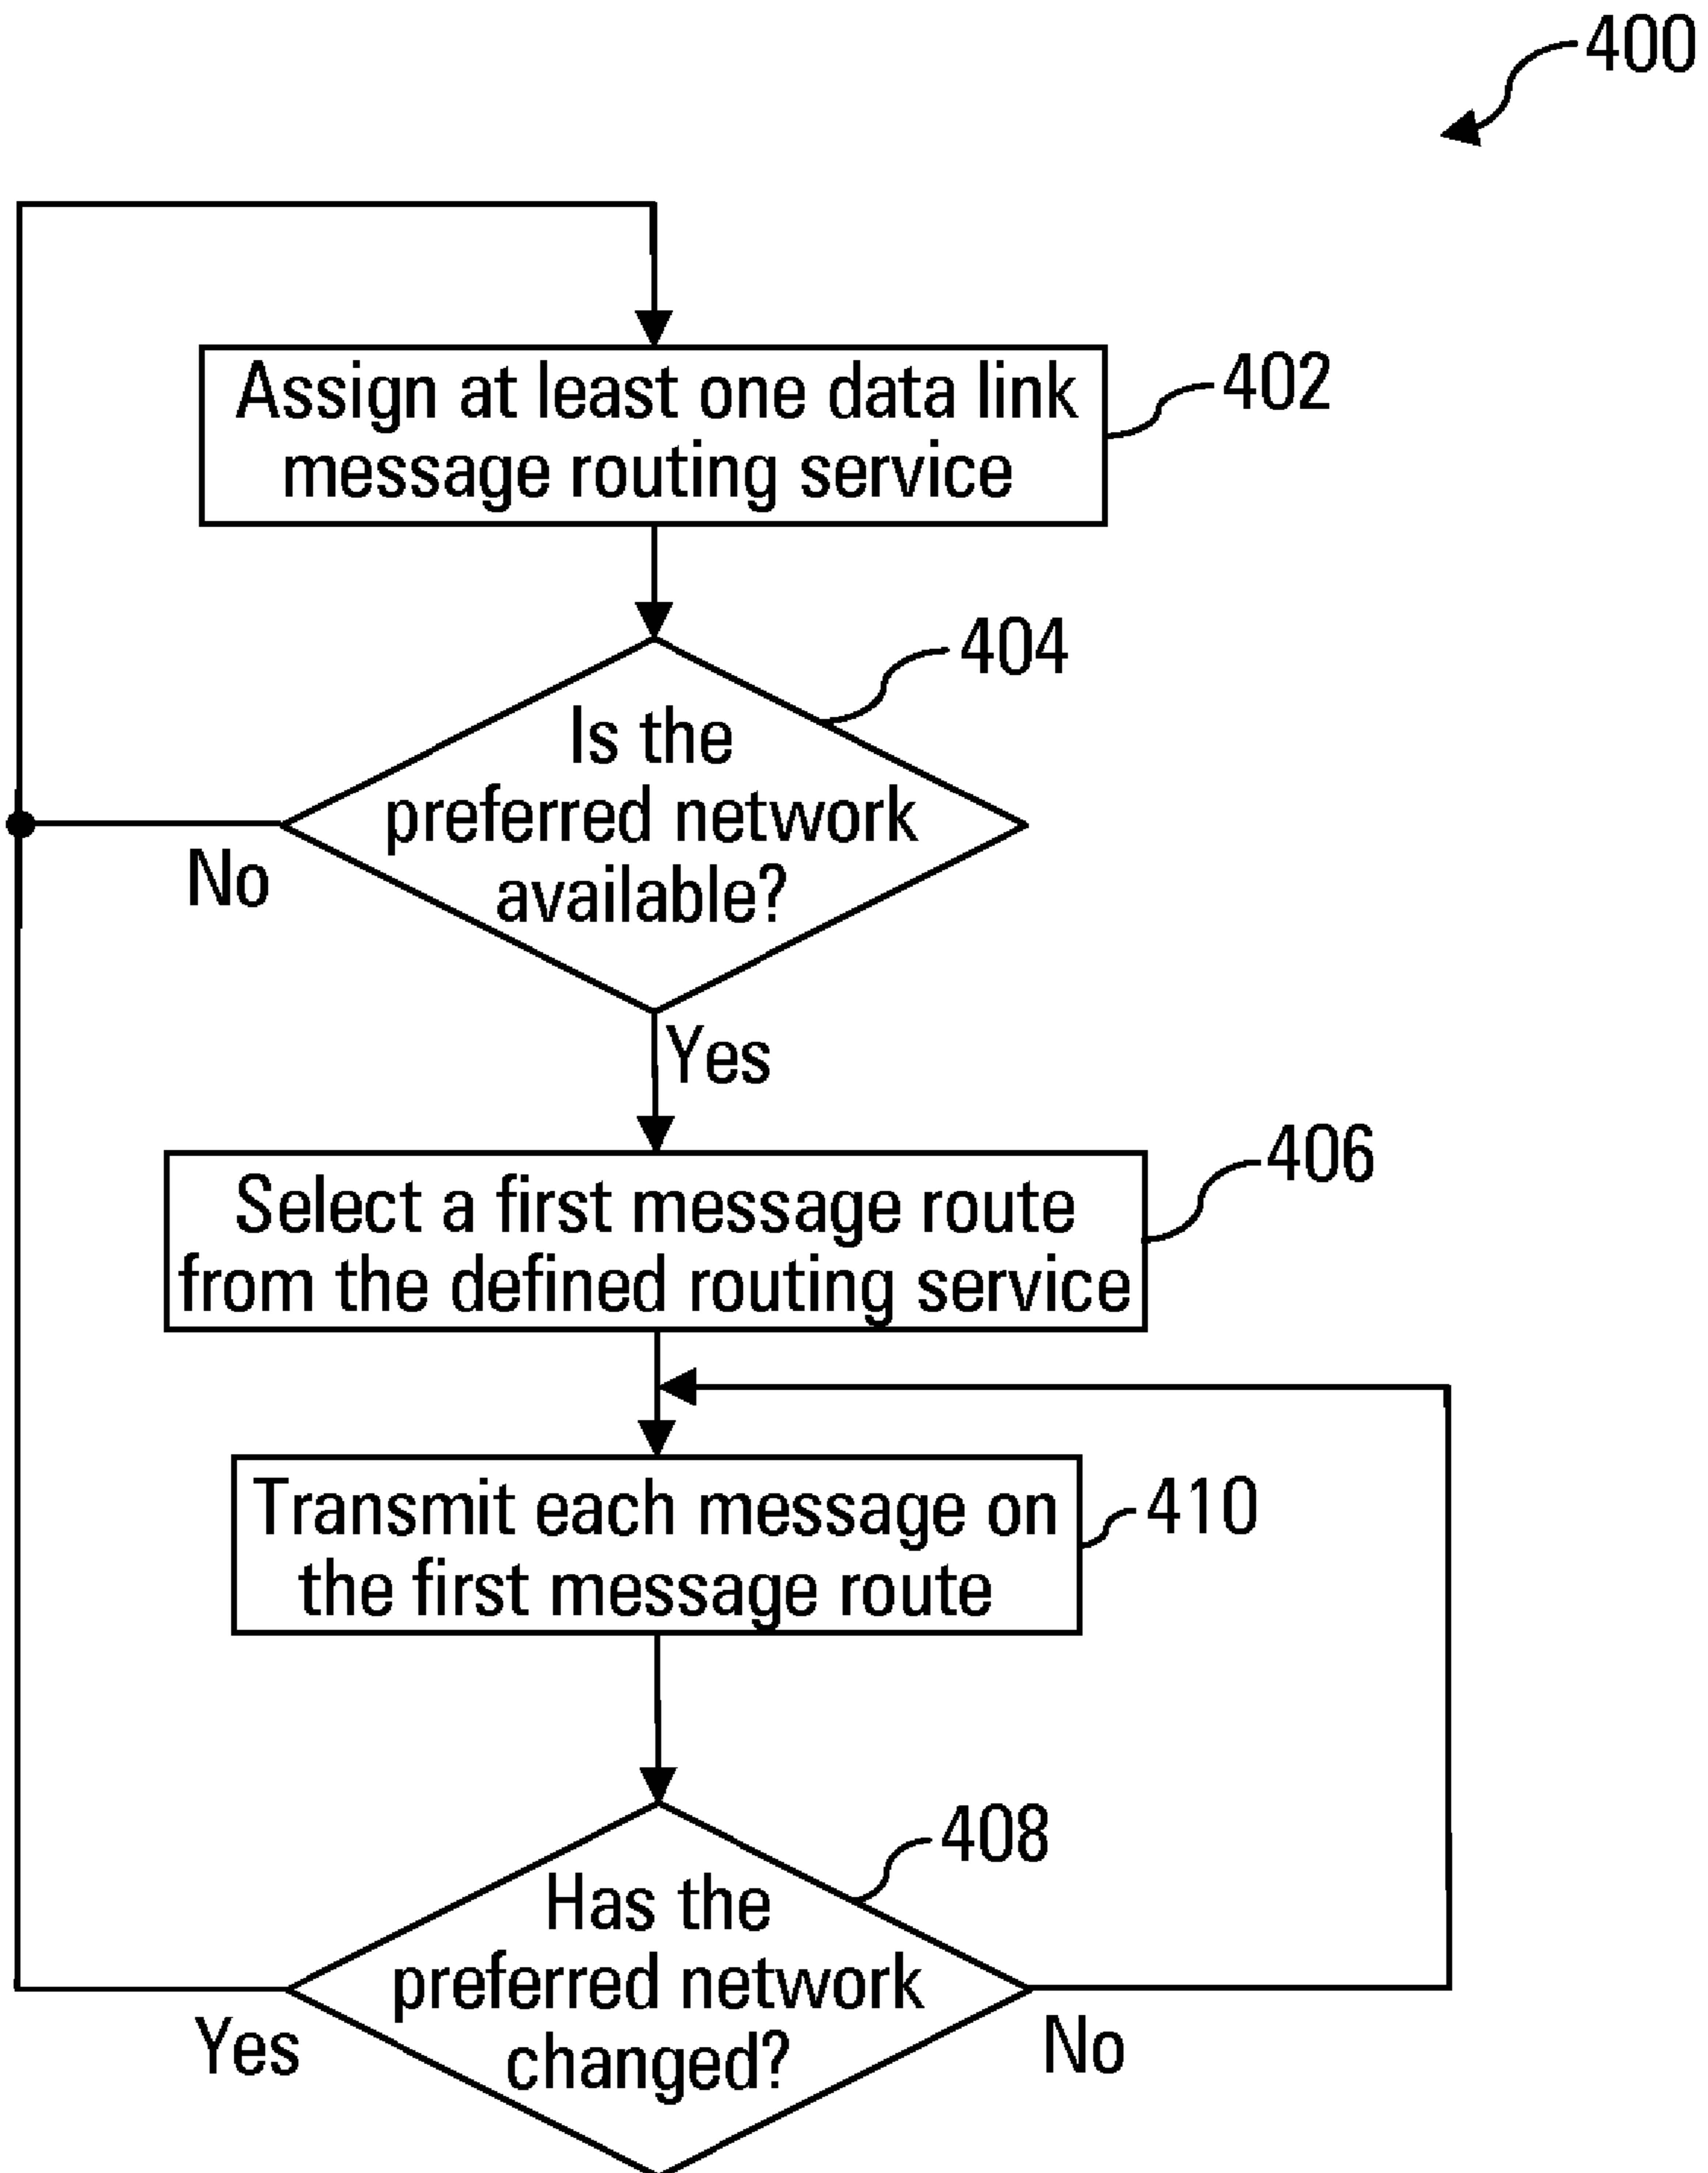 400
Assign at least one data link
message routing service
402
404
Is the
preferred network
available?
No
Yes
406
Select a first message route
from the defined routing service
Transmit each message on
the first message route
410
408
Has the
preferred network
changed?
Yes
No